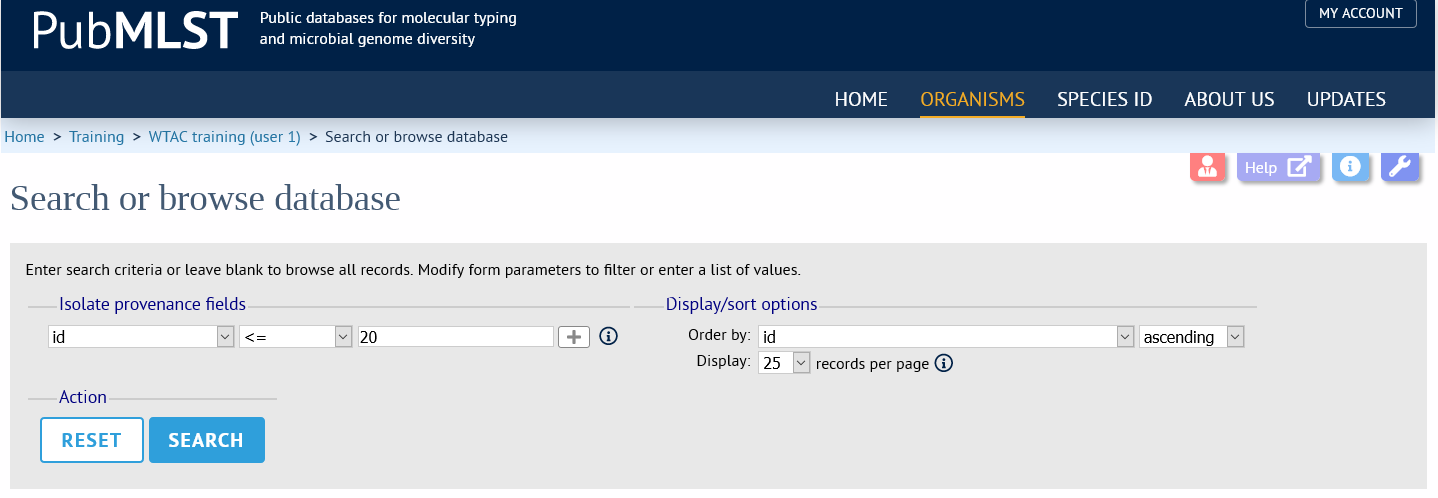 MY ACCOUNT
PubMLST
Public databases for molecular typing
and microbial genome diversity
HOME ORGANISMS SPECIES ID ABOUT US UPDATES
Home > Training > WTAC training (user 1) > Search or browse database
Help
Search or browse database
Enter search criteria or leave blank to browse all records. Modify form parameters to filter or enter a list of values.
Isolate provenance fields
id <= 20 +
Display/sort options
Order by: id ascending
Display: 25 records per page
Action
RESET SEARCH